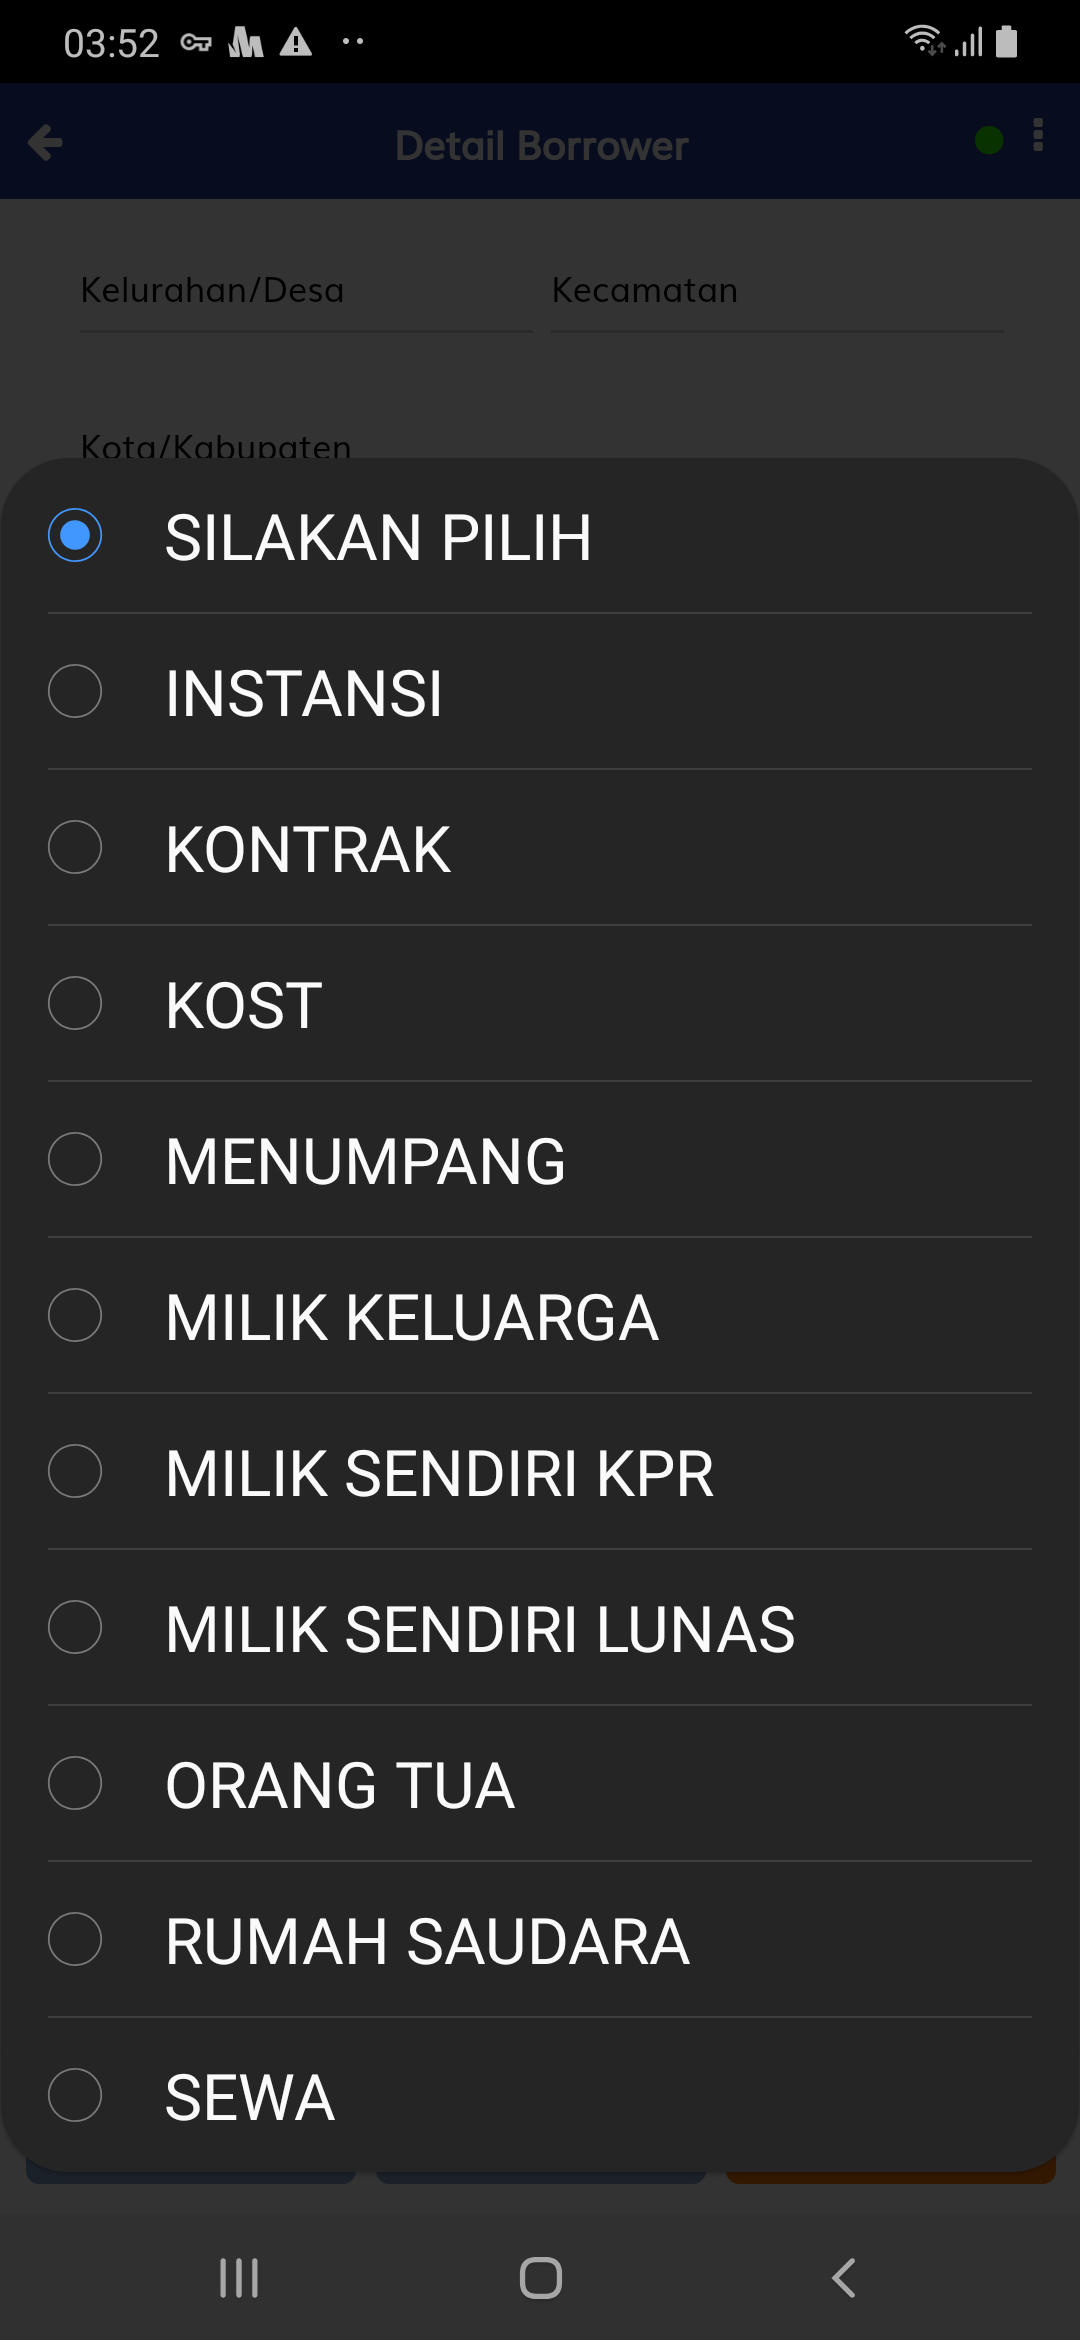 03:52
Detail Borrower
Kelurahan/Desa Kecamatan
Kota/Kabupaten
SILAKAN PILIH
INSTANSI
KONTRAK
KOST
MENUMPANG
MILIK KELUARGA
MILIK SENDIRI KPR
MILIK SENDIRI LUNAS
ORANG TUA
RUMAH SAUDARA
SEWA